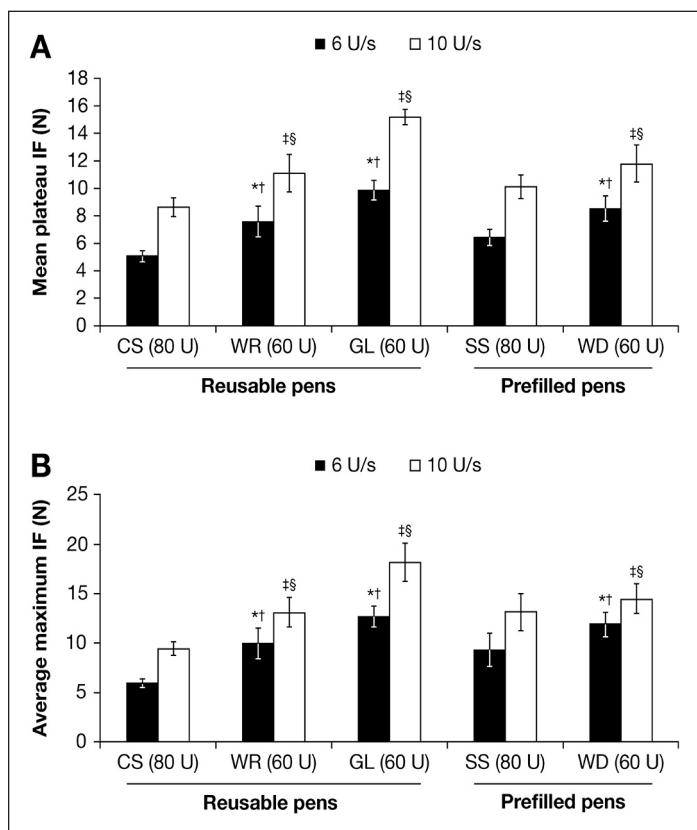 A
6 U/s 10 U/s
Mean plateau IF (N)
18
16
14
12
10
8
6
4
2
0
*† ‡§ *† ‡§ *† ‡§
CS (80 U) WR (60 U) GL (60 U) SS (80 U) WD (60 U)
Reusable pens Prefilled pens
B
6 U/s 10 U/s
Average maximum IF (N)
25
20
15
10
5
0
*† ‡§ *† ‡§ *† ‡§
CS (80 U) WR (60 U) GL (60 U) SS (80 U) WD (60 U)
Reusable pens Prefilled pens